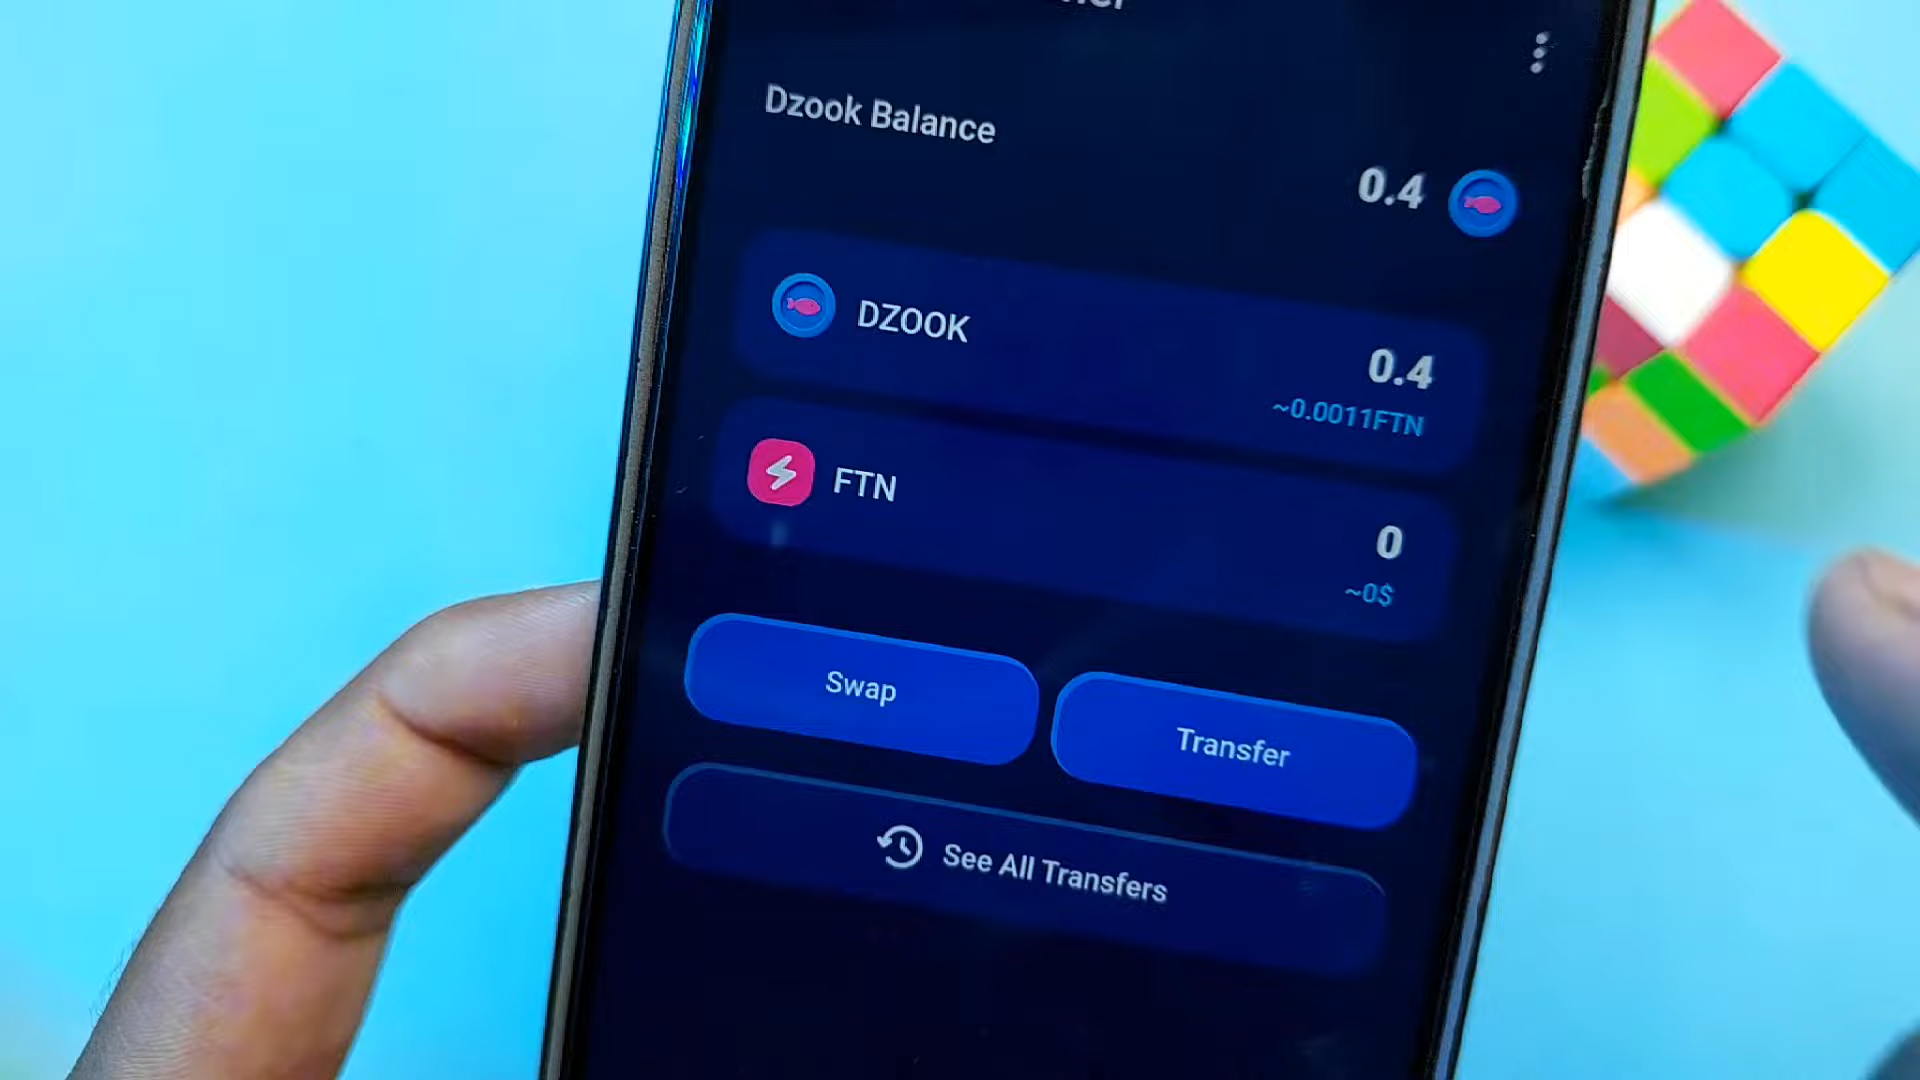 Dzook Balance
0.4
DZOOK
0.4
~0.0011FTN
FTN
0
~0$
Swap
Transfer
See All Transfers